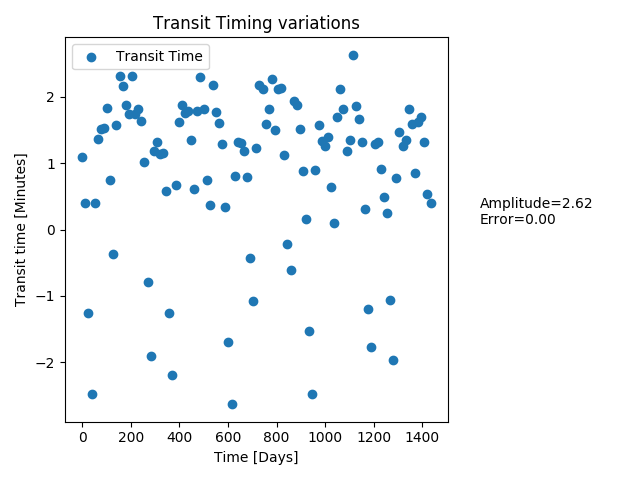 Transit Timing variations
Transit Time
Transit time [Minutes]
2
1
0
−1
−2
0 200 400 600 800 1000 1200 1400
Time [Days]
Amplitude=2.62
Error=0.00